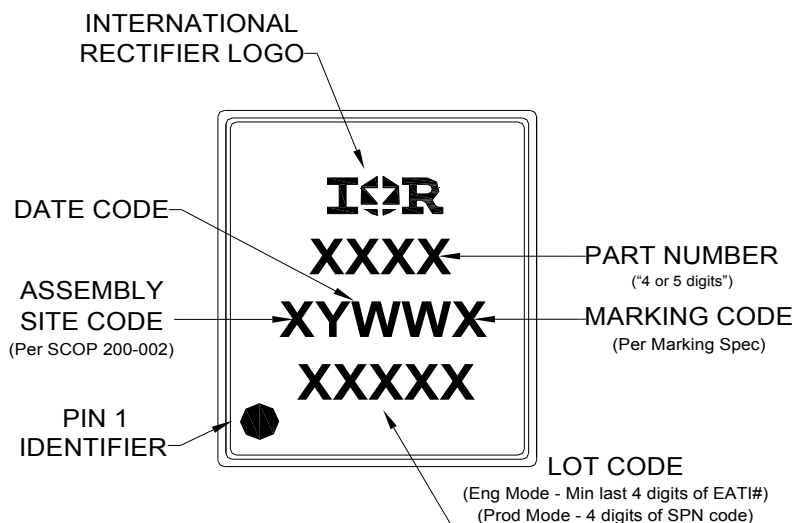 INTERNATIONAL
RECTIFIER LOGO
IOR
DATE CODE
XXXX
PART NUMBER
(“4 or 5 digits”)
ASSEMBLY
SITE CODE
(Per SCOP 200-002)
XYWWX
MARKING CODE
(Per Marking Spec)
XXXXX
PIN 1
IDENTIFIER
LOT CODE
(Eng Mode - Min last 4 digits of EATI#)
(Prod Mode - 4 digits of SPN code)